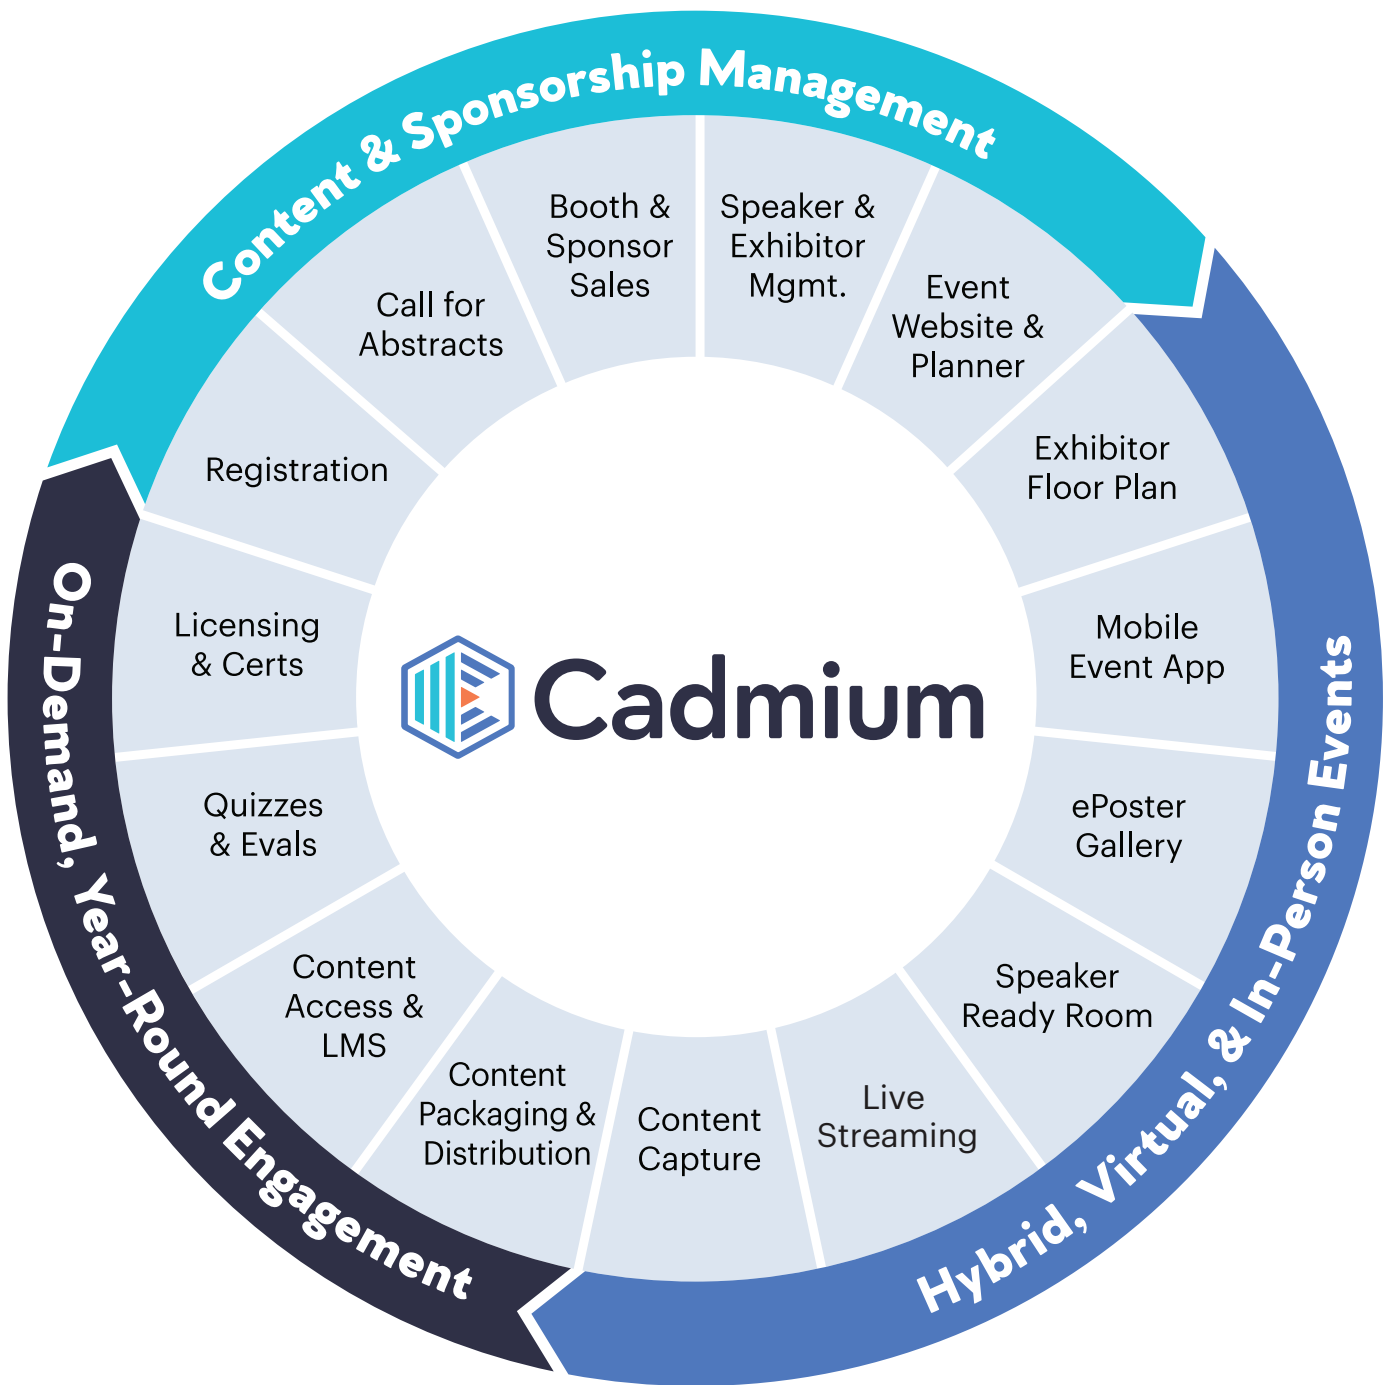 Content & Sponsorship Management
Hybrid, Virtual, & In-Person Events
On-Demand, Year-Round Engagement
Booth &
Sponsor
Sales
Speaker &
Exhibitor
Mgmt.
Event
Website &
Planner
Exhibitor
Floor Plan
Mobile
Event App
ePoster
Gallery
Speaker
Ready Room
Live
Streaming
Content
Capture
Content
Packaging &
Distribution
Content
Access &
LMS
Quizzes
& Evals
Licensing
& Certs
Registration
Call for
Abstracts
Cadmium